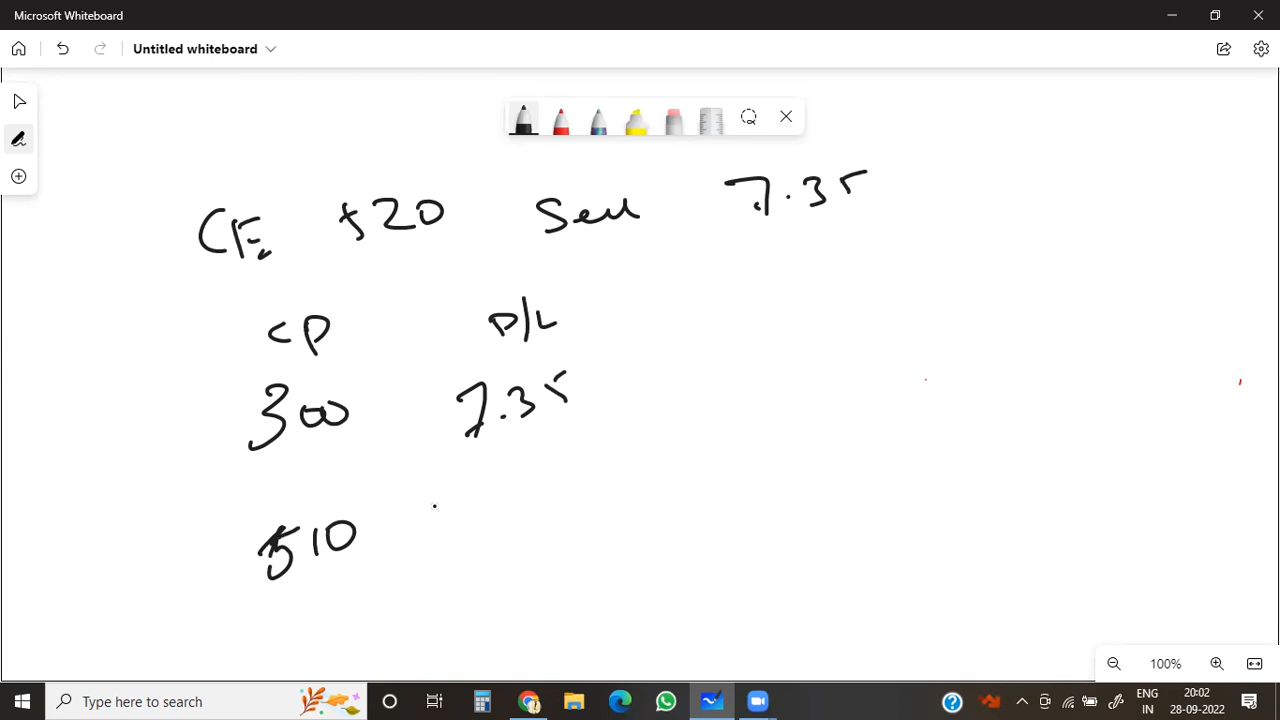 Microsoft Whiteboard
Untitled whiteboard
CE 520 Sell 7.35
CP P/L
300 7.35
510
100%
Type here to search
ENG
IN
20:02
28-09-2022